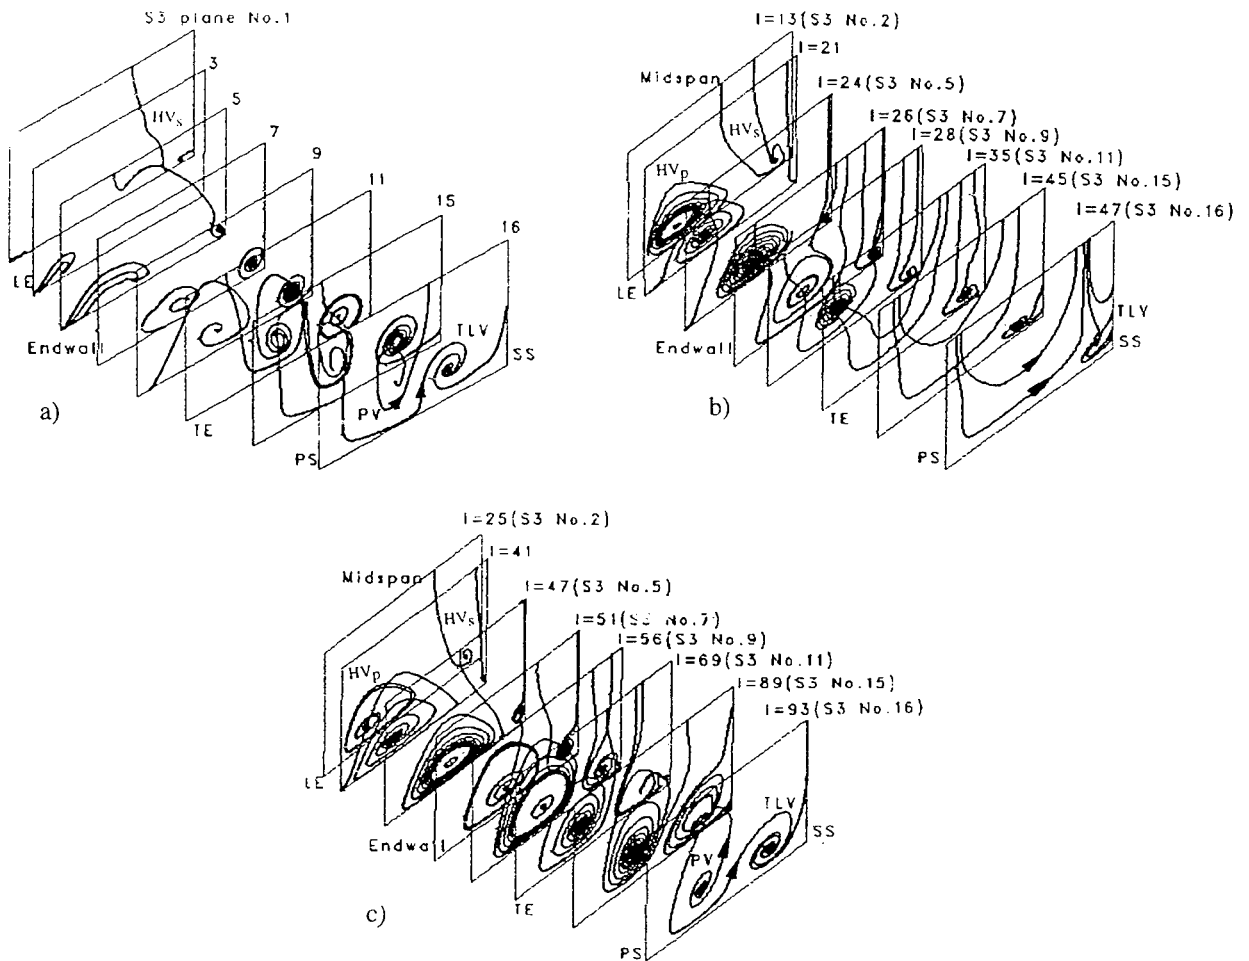 S3 plane No.1
3
5
7
9
11
15
16
HVs
LE
Endwall
TE
PS
PV
TLV
SS
a)
I=13(S3 No.2)
I=21
I=24(S3 No.5)
I=26(S3 No.7)
I=28(S3 No.9)
I=35(S3 No.11)
I=45(S3 No.15)
I=47(S3 No.16)
Midspan
HVs
HVp
LE
Endwall
TE
PS
TLV
SS
b)
I=25(S3 No.2)
I=41
I=47(S3 No.5)
I=51(S3 No.7)
I=56(S3 No.9)
I=69(S3 No.11)
I=89(S3 No.15)
I=93(S3 No.16)
Midspan
HVs
HVp
LE
Endwall
TE
PS
PV
TLV
SS
c)